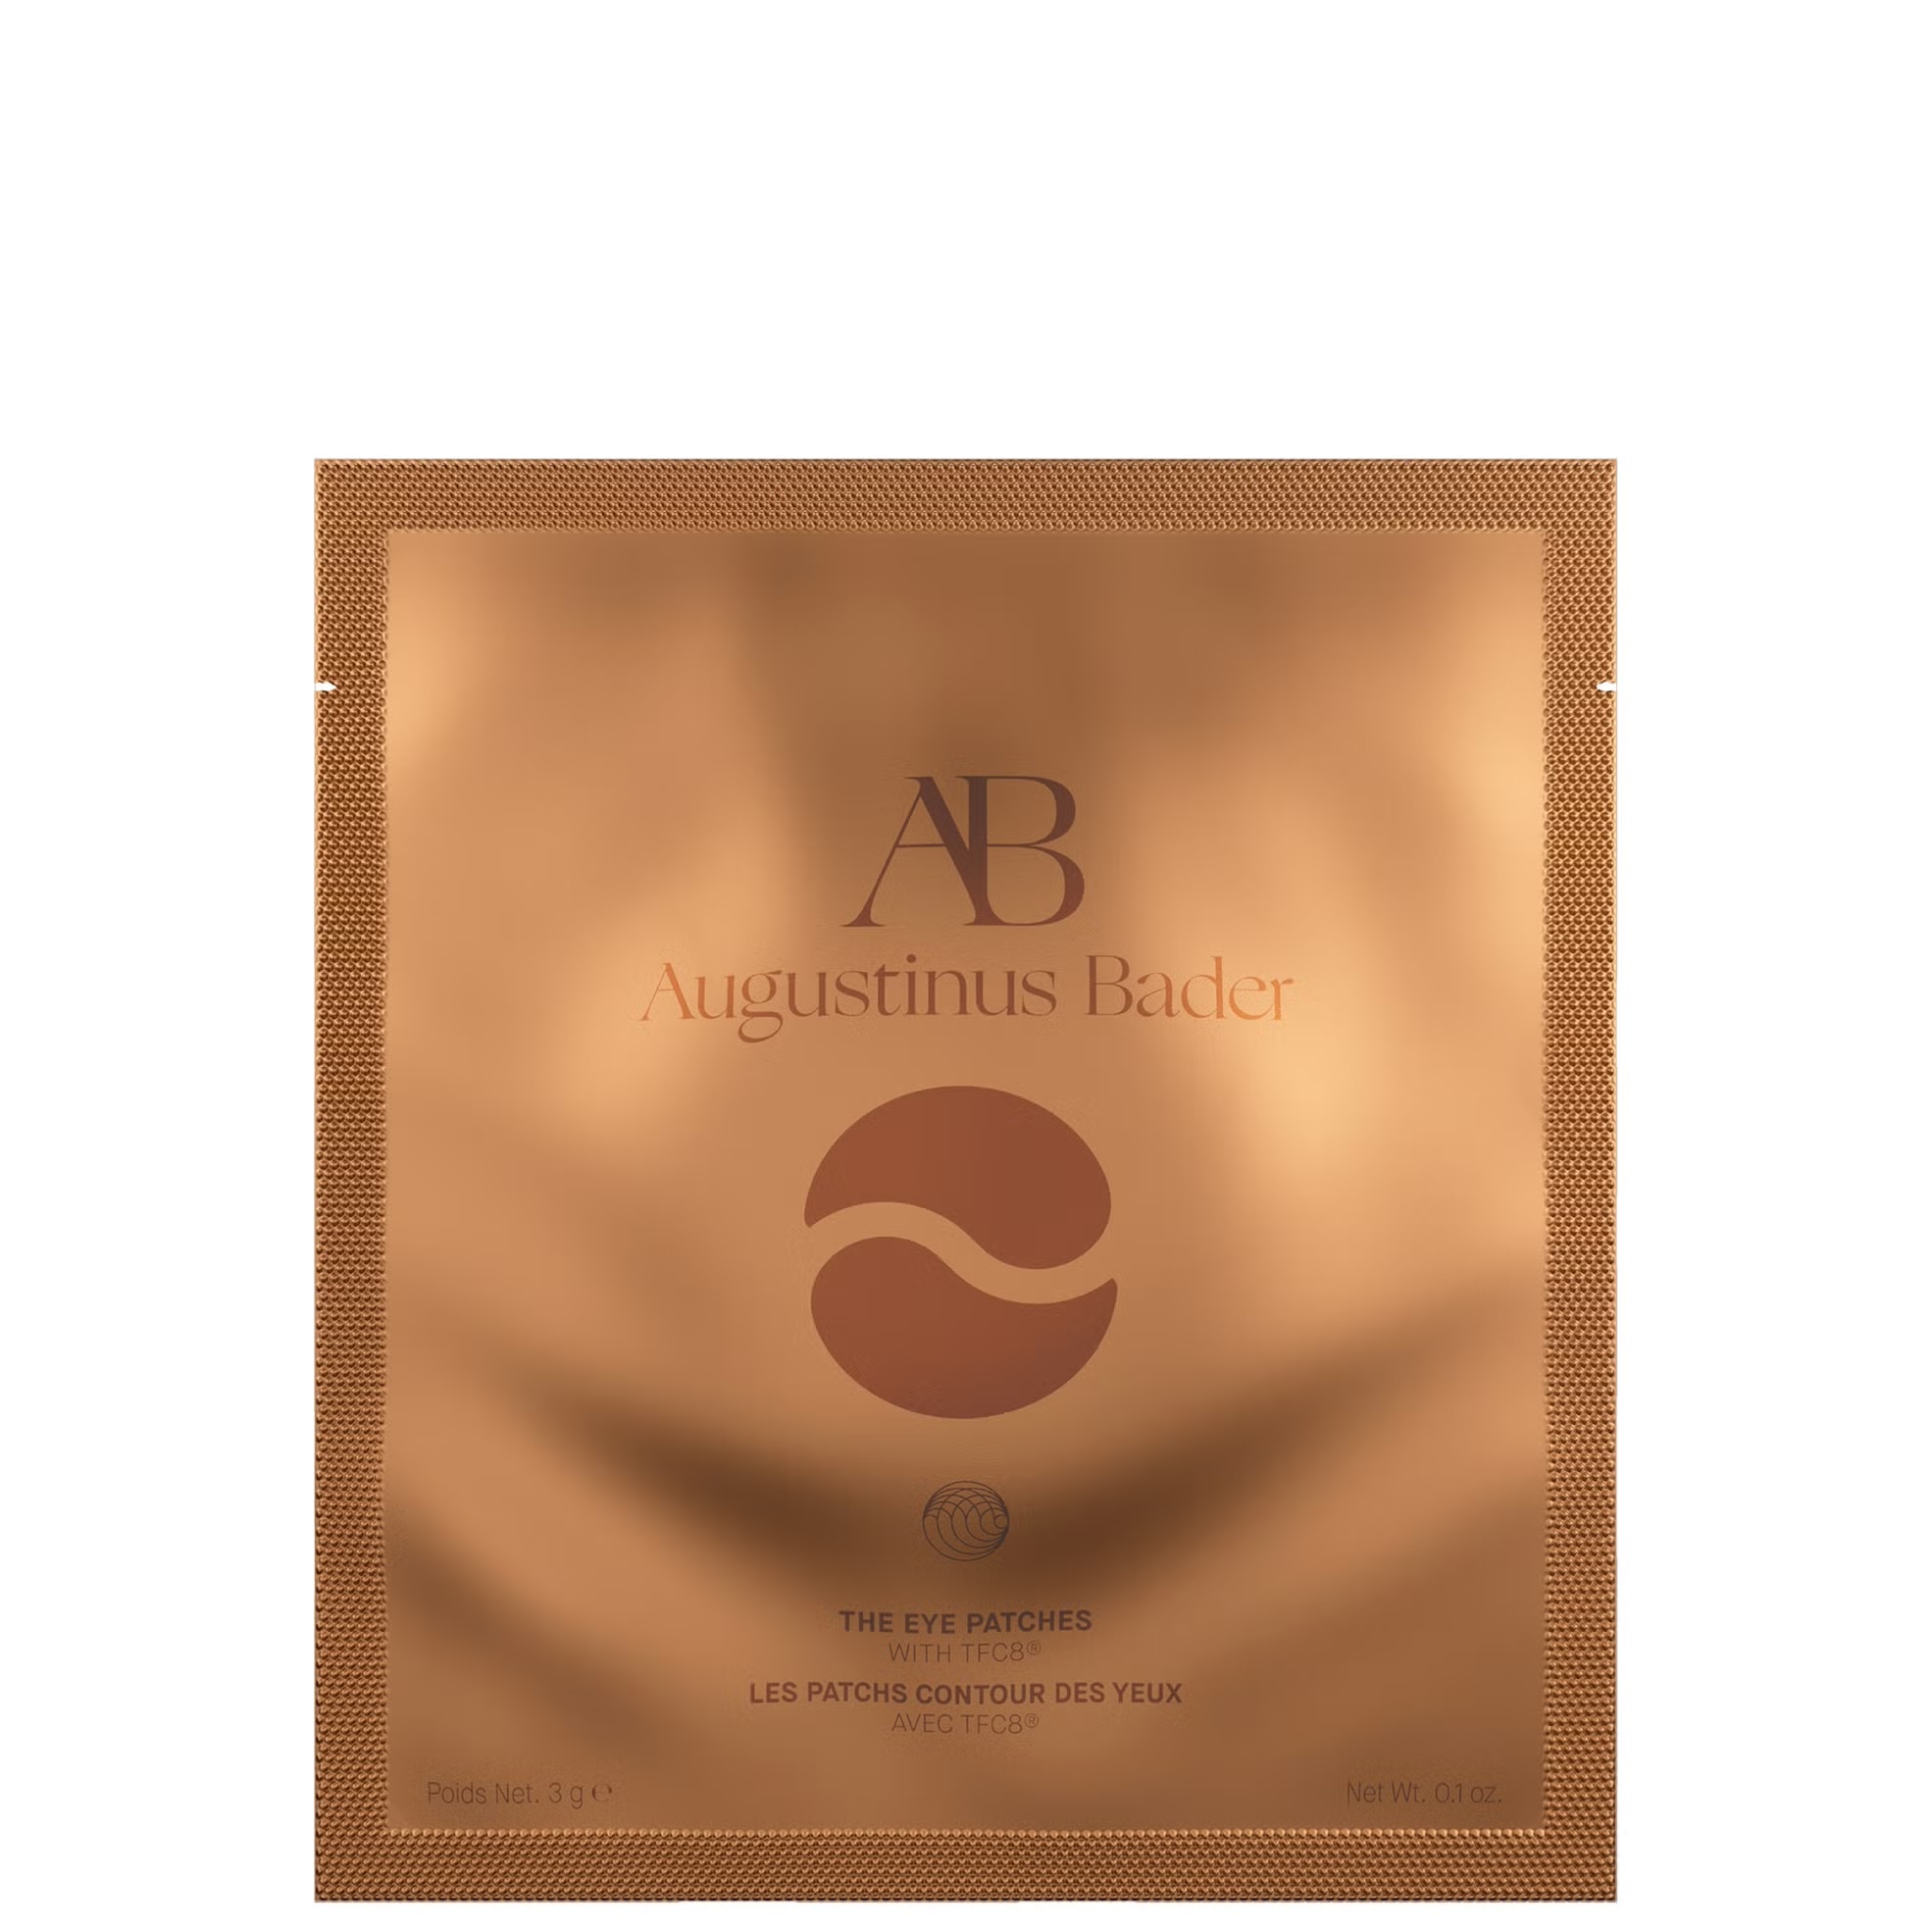 AB
Augustinus Bader
THE EYE PATCHES
WITH TFC8®
LES PATCHS CONTOUR DES YEUX
AVEC TFC8®
Poids Net. 3 g ℮
Net Wt. 0.1 oz.